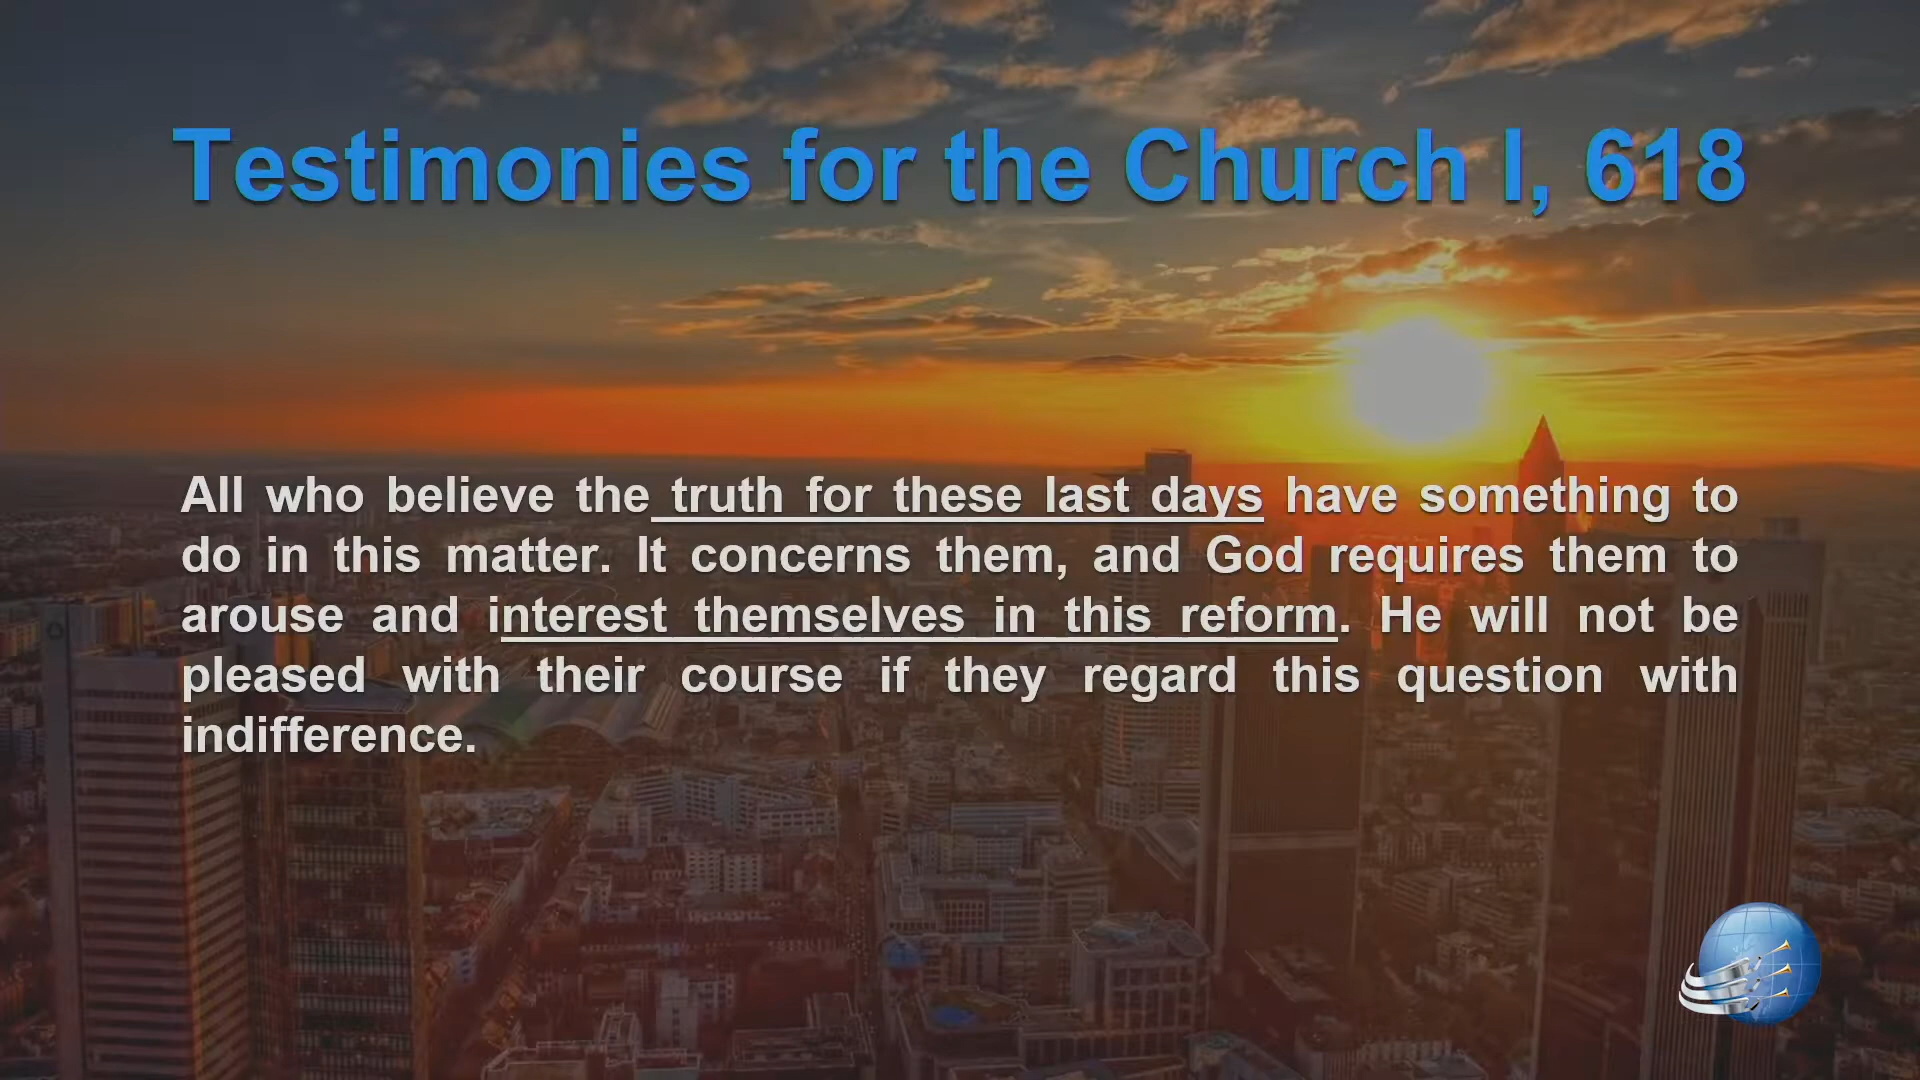 Testimonies for the Church I, 618
All who believe the truth for these last days have something to
do in this matter. It concerns them, and God requires them to
arouse and interest themselves in this reform. He will not be
pleased with their course if they regard this question with
indifference.